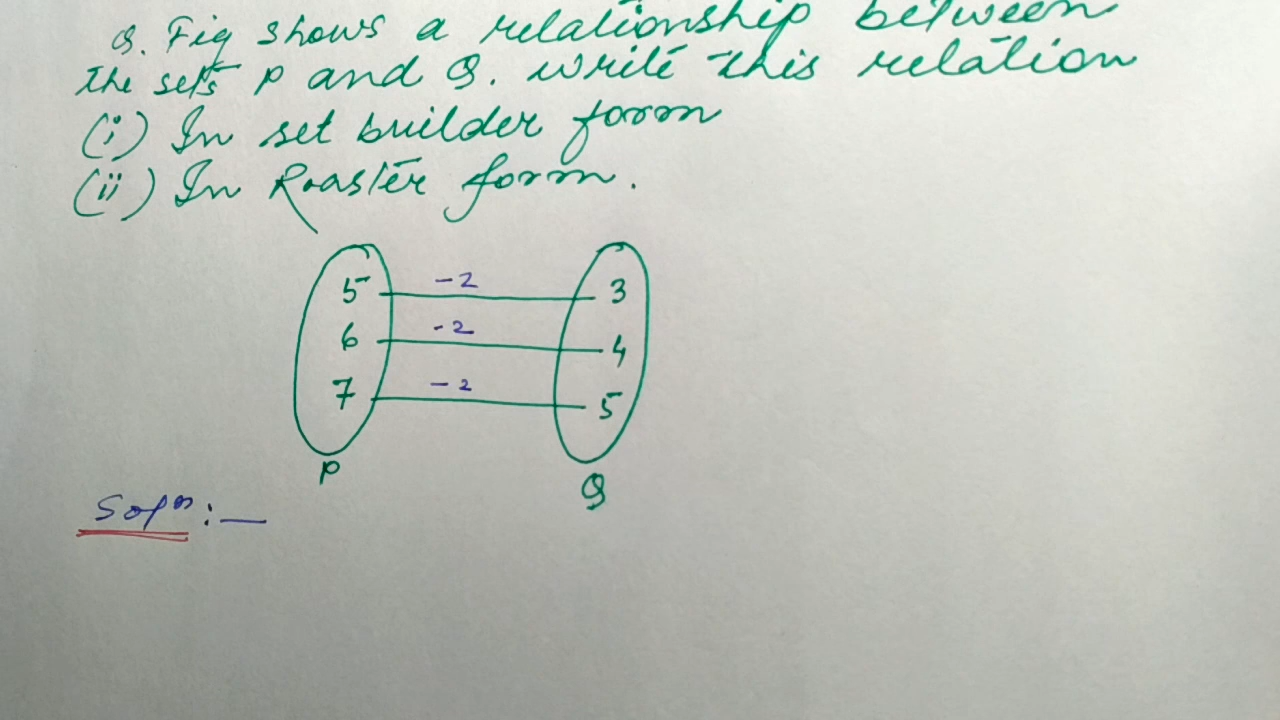 Q. Fig shows a relationship between
the sets P and Q. write this relation
(i) In set builder form
(ii) In Roaster form.
5 -2 3
6 -2 4
7 -2 5
P Q
Solⁿ :—